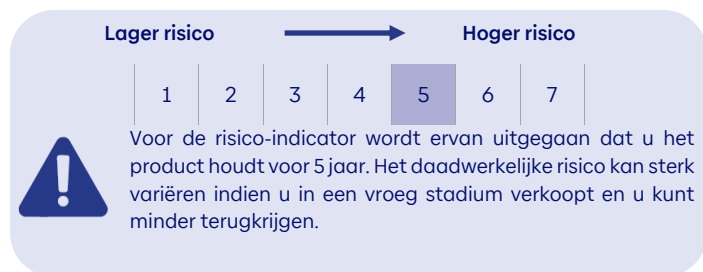 Lager risico Hoger risico
1 2 3 4 5 6 7
Voor de risico-indicator wordt ervan uitgegaan dat u het
product houdt voor 5 jaar. Het daadwerkelijke risico kan sterk
variëren indien u in een vroeg stadium verkoopt en u kunt
minder terugkrijgen.